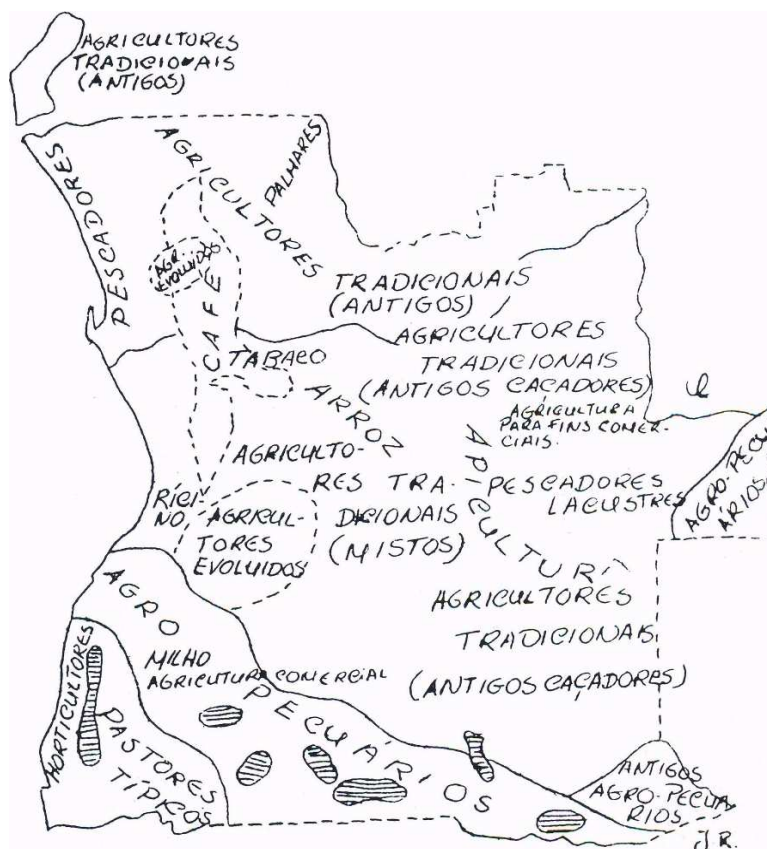 AGRICULTORES
TRADICIONAIS
(ANTIGOS)
PESCADORES
AGRICULTORES
PALMARES
TRADICIONAIS
(ANTIGOS)
AGR.
EVOLUIDOS
CAFÉ
TABACO
AGRICULTORES
TRADICIONAIS
(ANTIGOS CAÇADORES)
ARROZ
AGRICULTURA
PARA FINS COMER-
CIAIS.
APICULTURA
AGRICULTO-
RES TRA-
DICIONAIS
(MISTOS)
PESCADORES
LACUSTRES
AGRO-PECU
ÁRIOS
RÍCI
NO
AGRICUL-
TORES
EVOLUIDOS
AGRO
PECUÁRIOS
AGRICULTORES
TRADICIONAIS
(ANTIGOS CAÇADORES)
MILHO
AGRICUTURA COMERCIAL
HORTICULTORES
PASTORES
TÍPICOS
ANTIGOS
AGRO-PECUA
RIOS
J.R.